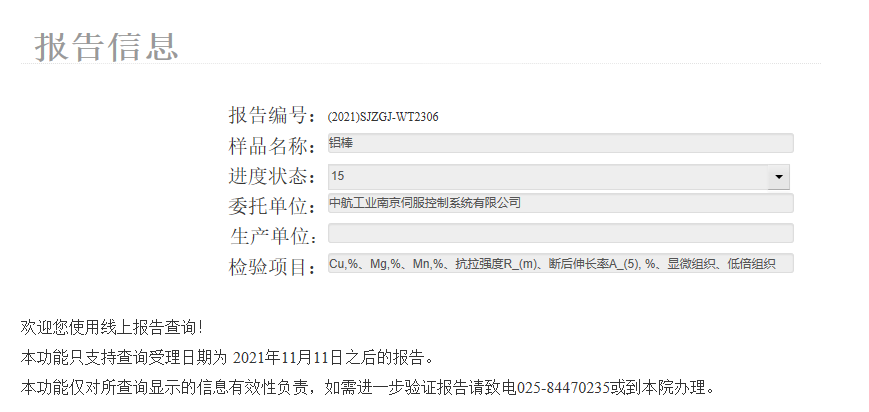 报告信息
报告编号：(2021)SJZGJ-WT2306
样品名称：铝棒
进度状态：15
委托单位：中航工业南京伺服控制系统有限公司
生产单位：
检验项目：Cu,%、Mg,%、Mn,%、抗拉强度R_(m)、断后伸长率A_(5), %、显微组织、低倍组织
欢迎您使用线上报告查询！
本功能只支持查询受理日期为 2021年11月11日之后的报告。
本功能仅对所查询显示的信息有效性负责，如需进一步验证报告请致电025-84470235或到本院办理。